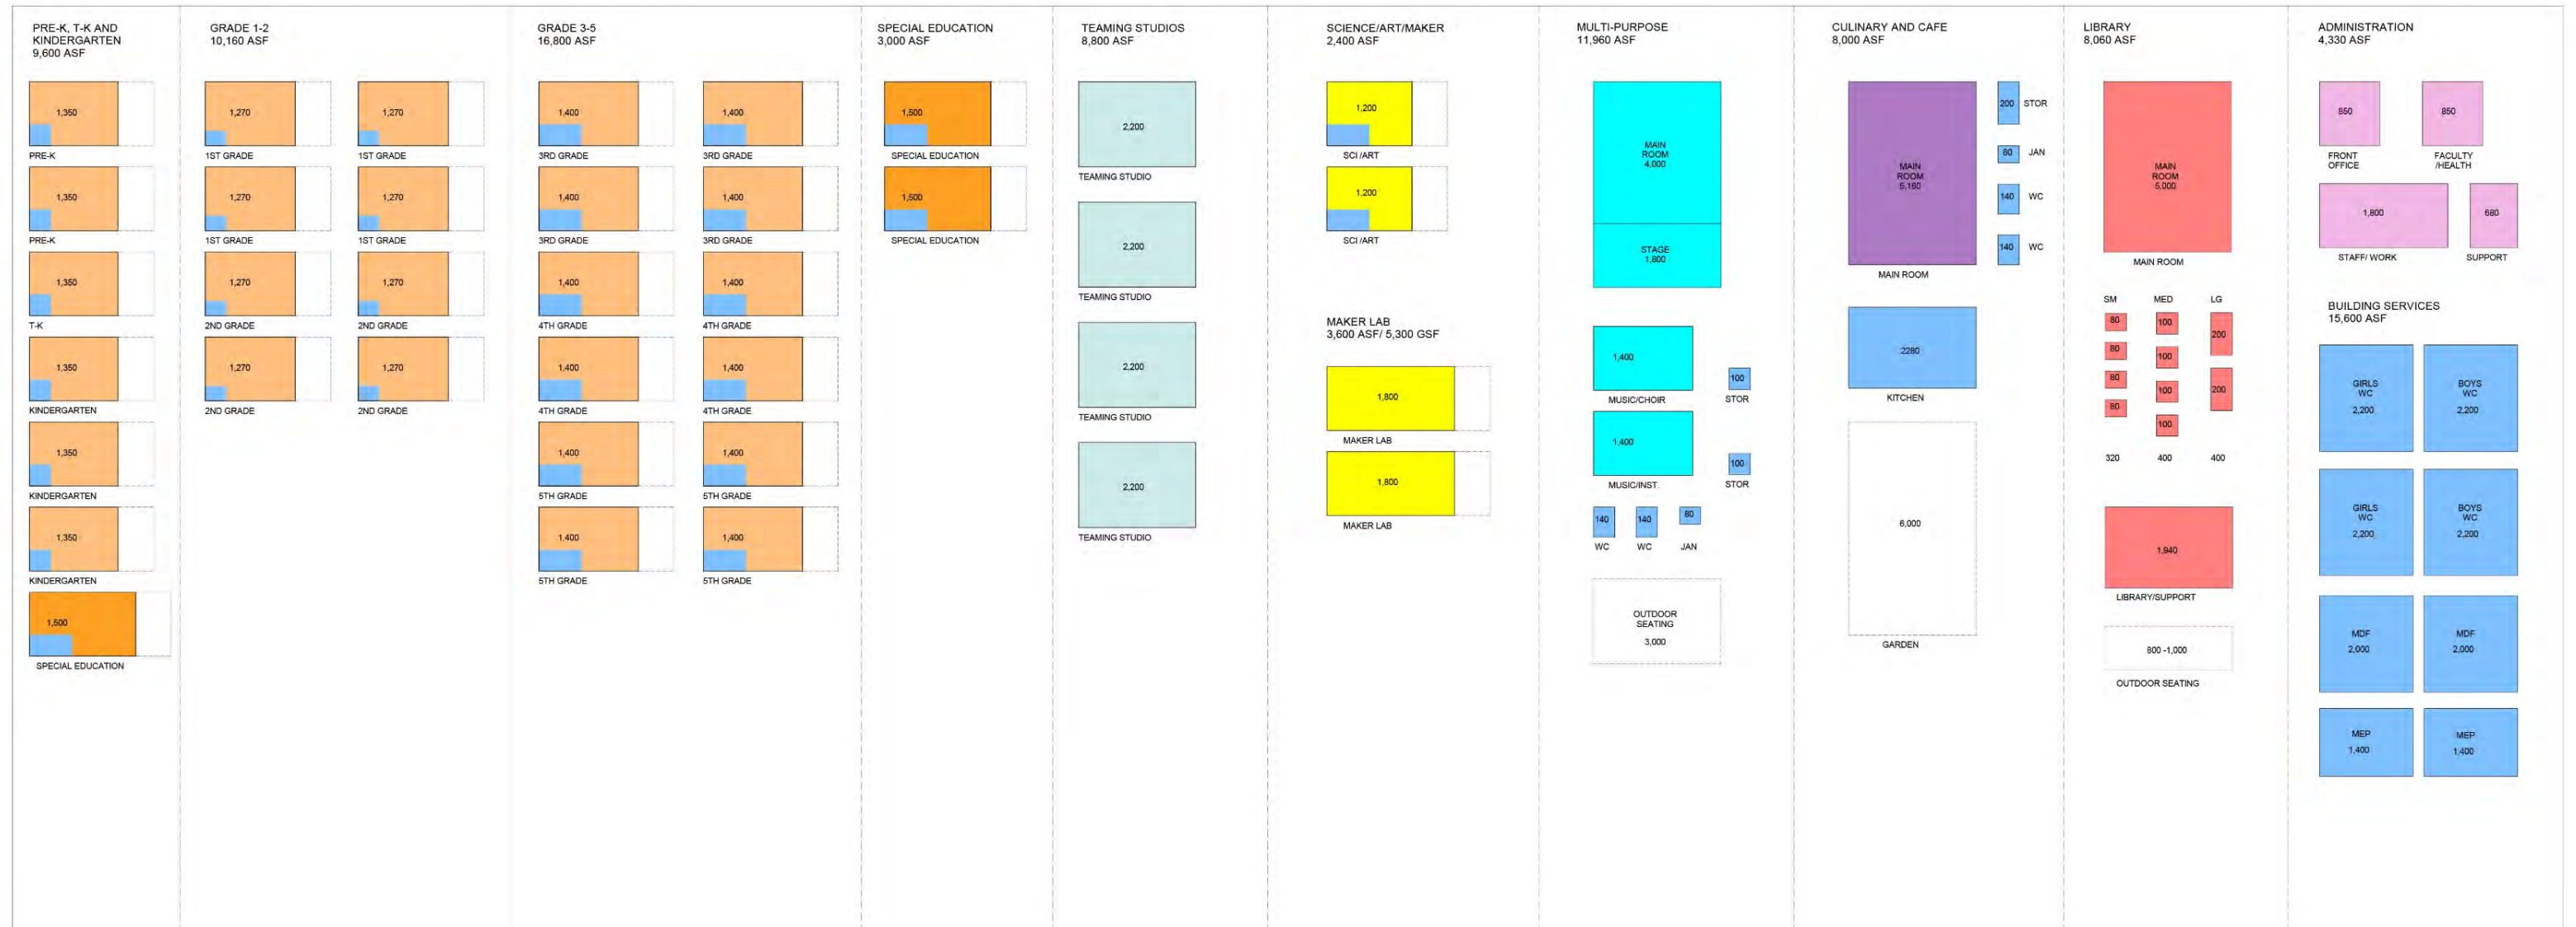 PRE-K, T-K AND
KINDERGARTEN
9,600 ASF
1,350
PRE-K
1,350
PRE-K
1,350
T-K
1,350
KINDERGARTEN
1,350
KINDERGARTEN
1,350
KINDERGARTEN
1,500
SPECIAL EDUCATION
GRADE 1-2
10,160 ASF
1,270 1,270
1ST GRADE 1ST GRADE
1,270 1,270
1ST GRADE 1ST GRADE
1,270 1,270
2ND GRADE 2ND GRADE
1,270 1,270
2ND GRADE 2ND GRADE
GRADE 3-5
16,800 ASF
1,400 1,400
3RD GRADE 3RD GRADE
1,400 1,400
3RD GRADE 3RD GRADE
1,400 1,400
4TH GRADE 4TH GRADE
1,400 1,400
4TH GRADE 4TH GRADE
1,400 1,400
5TH GRADE 5TH GRADE
1,400 1,400
5TH GRADE 5TH GRADE
SPECIAL EDUCATION
3,000 ASF
1,500
SPECIAL EDUCATION
1,500
SPECIAL EDUCATION
TEAMING STUDIOS
8,800 ASF
2,200
TEAMING STUDIO
2,200
TEAMING STUDIO
2,200
TEAMING STUDIO
2,200
TEAMING STUDIO
SCIENCE/ART/MAKER
2,400 ASF
1,200
SCI /ART
1,200
SCI /ART
MAKER LAB
3,600 ASF/ 5,300 GSF
1,800
MAKER LAB
1,800
MAKER LAB
MULTI-PURPOSE
11,960 ASF
MAIN
ROOM
4,000
STAGE
1,600
1,400
MUSIC/CHOIR
100
STOR
1,400
MUSIC/INST.
100
STOR
140 140 80
WC WC JAN
OUTDOOR
SEATING
3,000
CULINARY AND CAFE
8,000 ASF
MAIN
ROOM
5,160
MAIN ROOM
200 STOR
80 JAN
140 WC
140 WC
2280
KITCHEN
6,000
GARDEN
LIBRARY
8,060 ASF
MAIN
ROOM
5,000
MAIN ROOM
SM MED LG
80 100 200
80 100
80 100 200
80 100
320 400 400
1,940
LIBRARY/SUPPORT
800 -1,000
OUTDOOR SEATING
ADMINISTRATION
4,330 ASF
850 850
FRONT
OFFICE
FACULTY
/HEALTH
1,800 680
STAFF/ WORK SUPPORT
BUILDING SERVICES
15,600 ASF
GIRLS
WC
2,200
BOYS
WC
2,200
GIRLS
WC
2,200
BOYS
WC
2,200
MDF
2,000
MDF
2,000
MEP
1,400
MEP
1,400